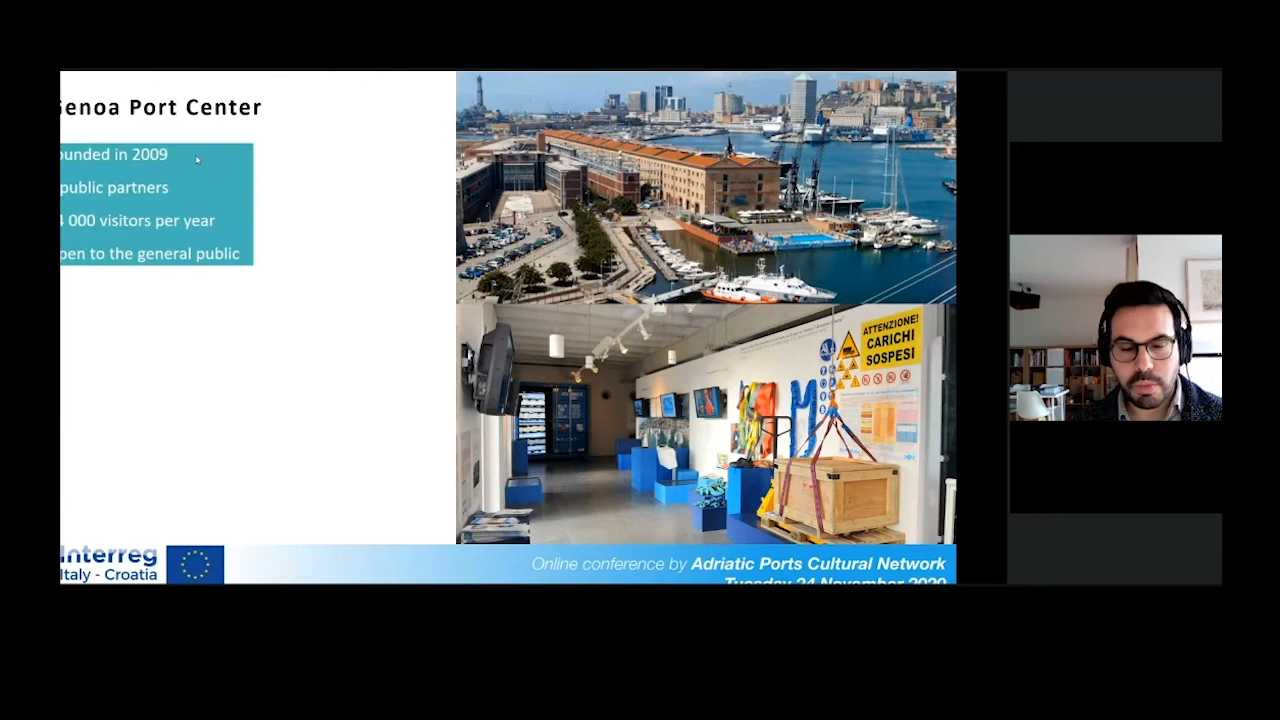 enoa Port Center
ounded in 2009
public partners
000 visitors per year
pen to the general public
ATTENZIONE!
CARICHI
SOSPESI
Interreg
Italy - Croatia
Online conference by Adriatic Ports Cultural Network
Tuesday 24 November 2020